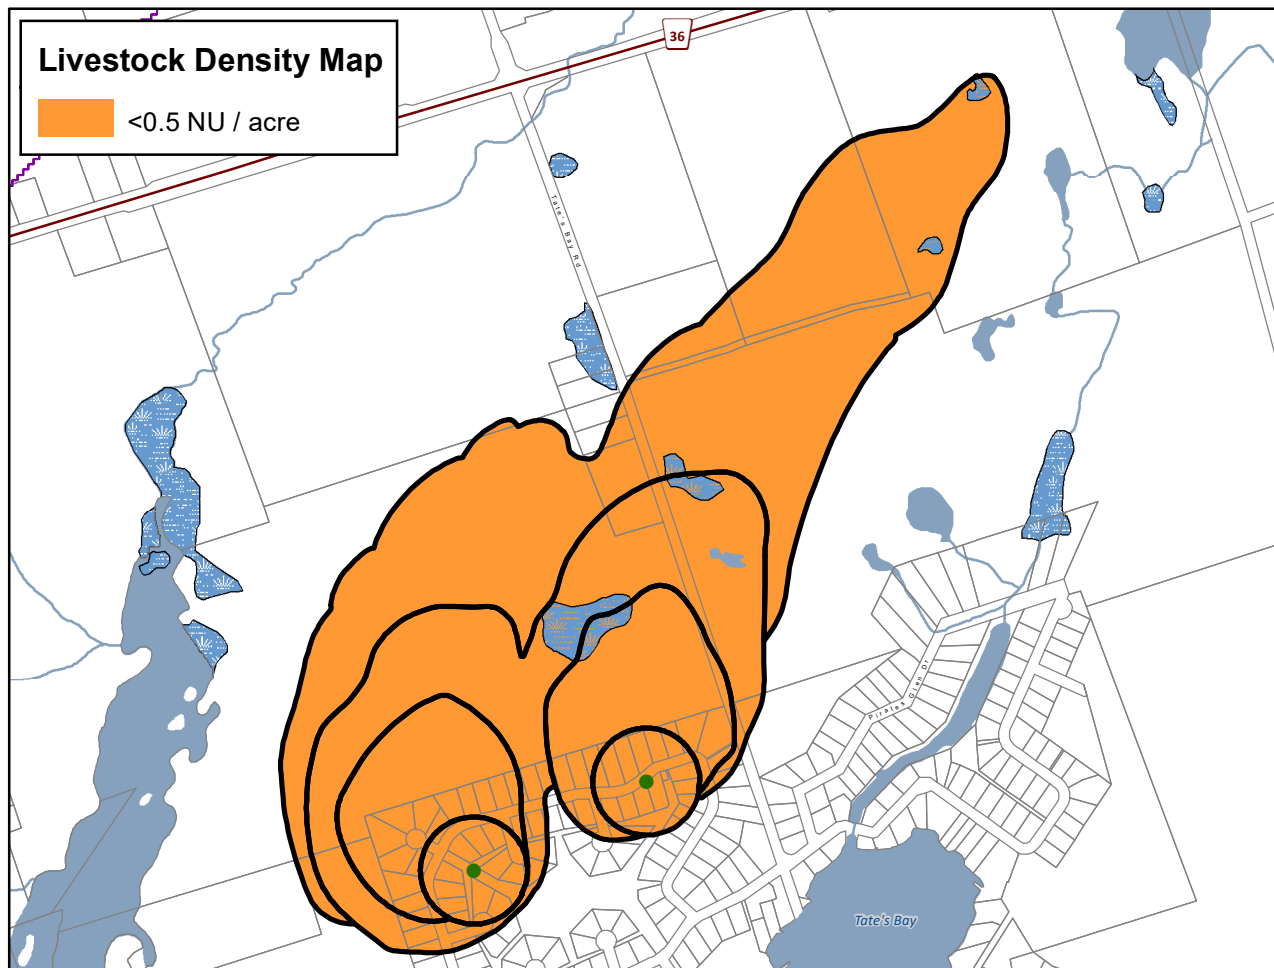 Livestock Density Map
<0.5 NU / acre
36
Tate's Bay Rd
Pirates Glen Dr
Tate's Bay